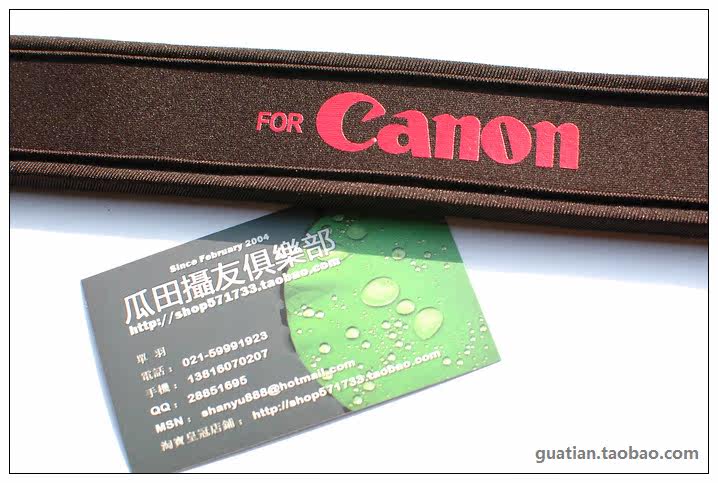 FOR Canon
Since February 2004
瓜田攝友俱樂部
http://shop571733.taobao.com
單 羽
電話： 021-59991923
手機： 13816070207
QQ： 28851695
MSN： shanyu888@hotmail.com
淘寶皇冠店鋪： http://shop571733.taobao.com
guatian.taobao.com